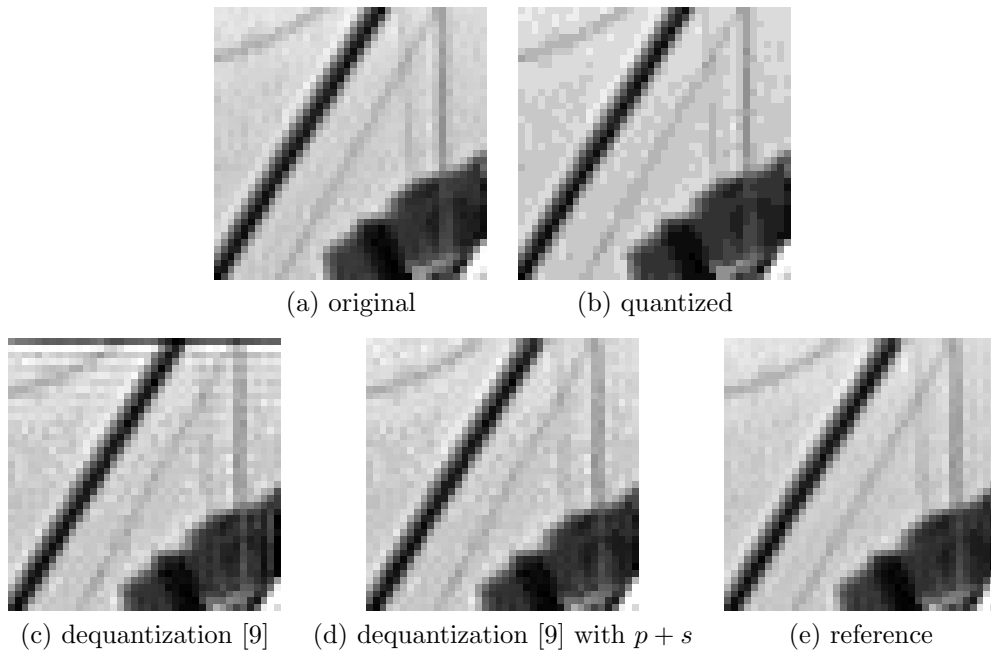 (a) original
(b) quantized
(c) dequantization [9]
(d) dequantization [9] with p + s
(e) reference